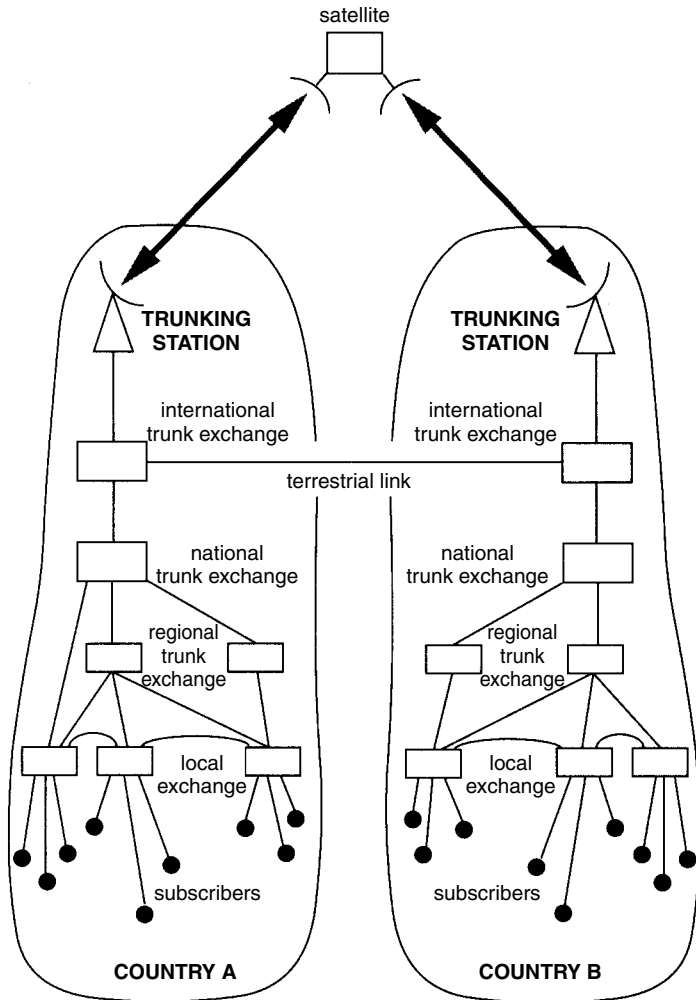 satellite
TRUNKING
STATION
TRUNKING
STATION
international
trunk exchange
international
trunk exchange
terrestrial link
national
trunk exchange
national
trunk exchange
regional
trunk
exchange
regional
trunk
exchange
local
exchange
local
exchange
subscribers
subscribers
COUNTRY A
COUNTRY B